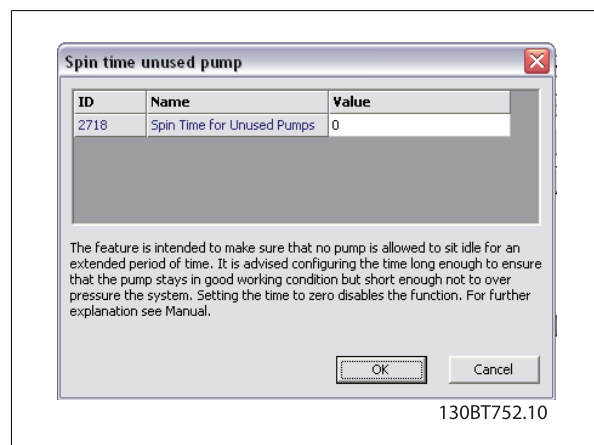 Spin time unused pump
ID Name Value
2718 Spin Time for Unused Pumps 0
The feature is intended to make sure that no pump is allowed to sit idle for an
extended period of time. It is advised configuring the time long enough to ensure
that the pump stays in good working condition but short enough not to over
pressure the system. Setting the time to zero disables the function. For further
explanation see Manual.
OK Cancel
130BT752.10